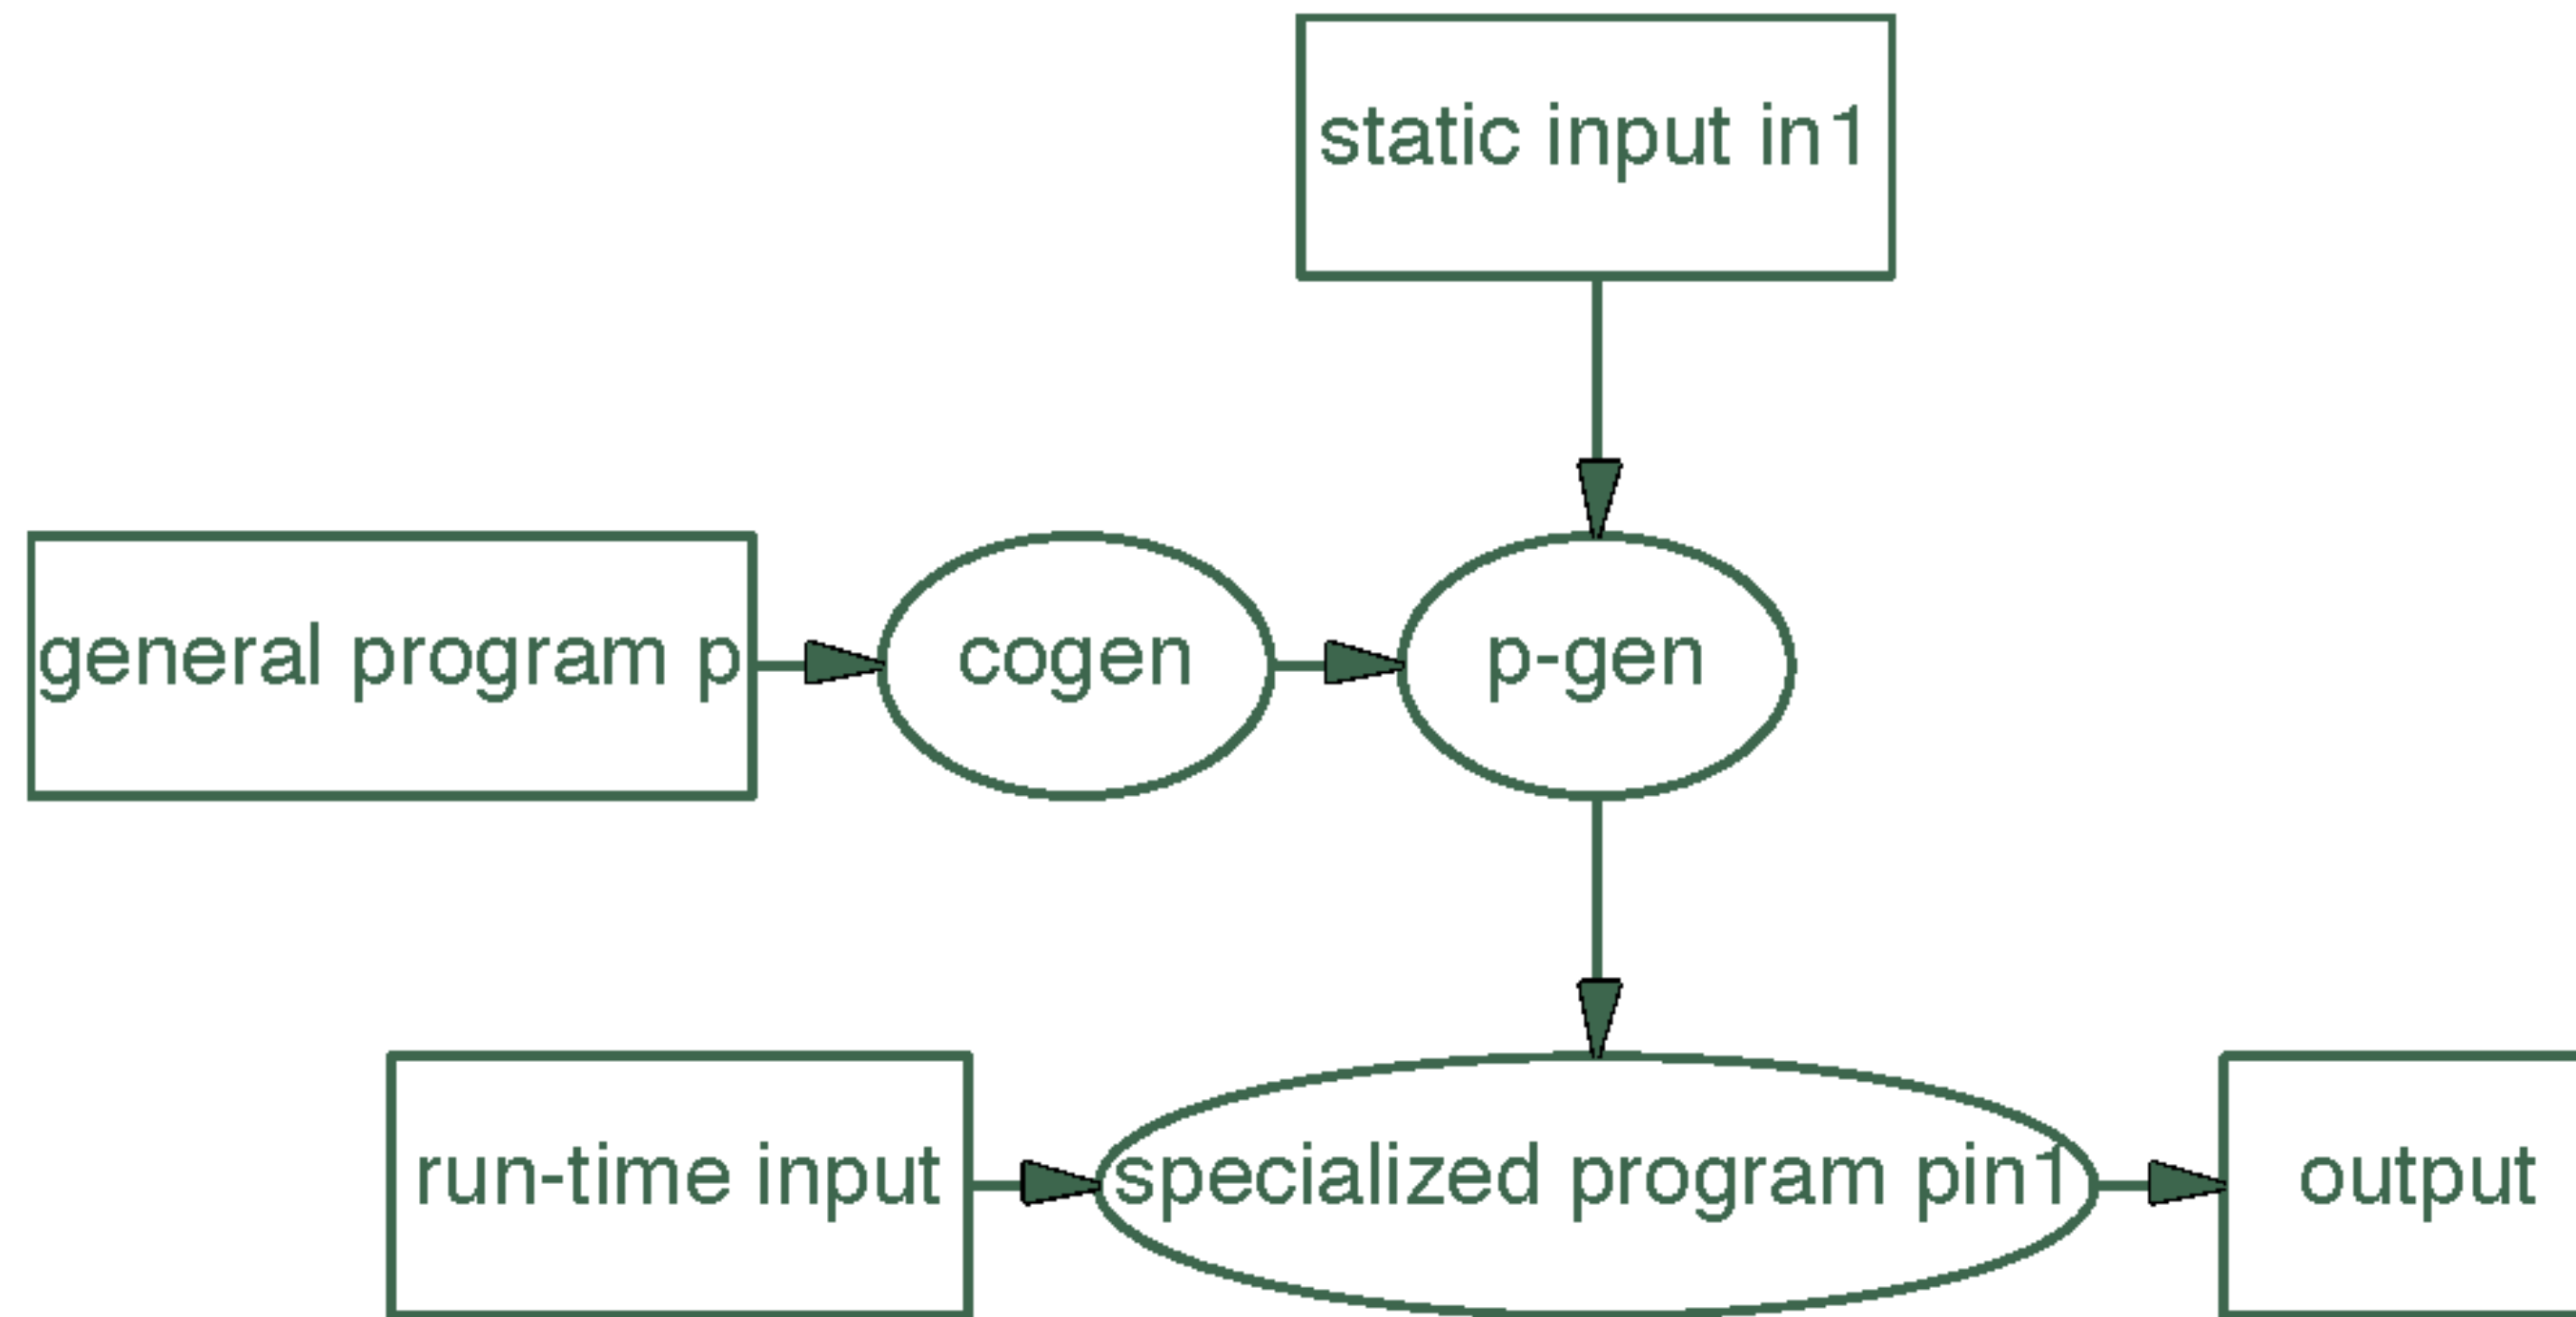 static input in1
general program p
cogen
p-gen
run-time input
specialized program pin1
output